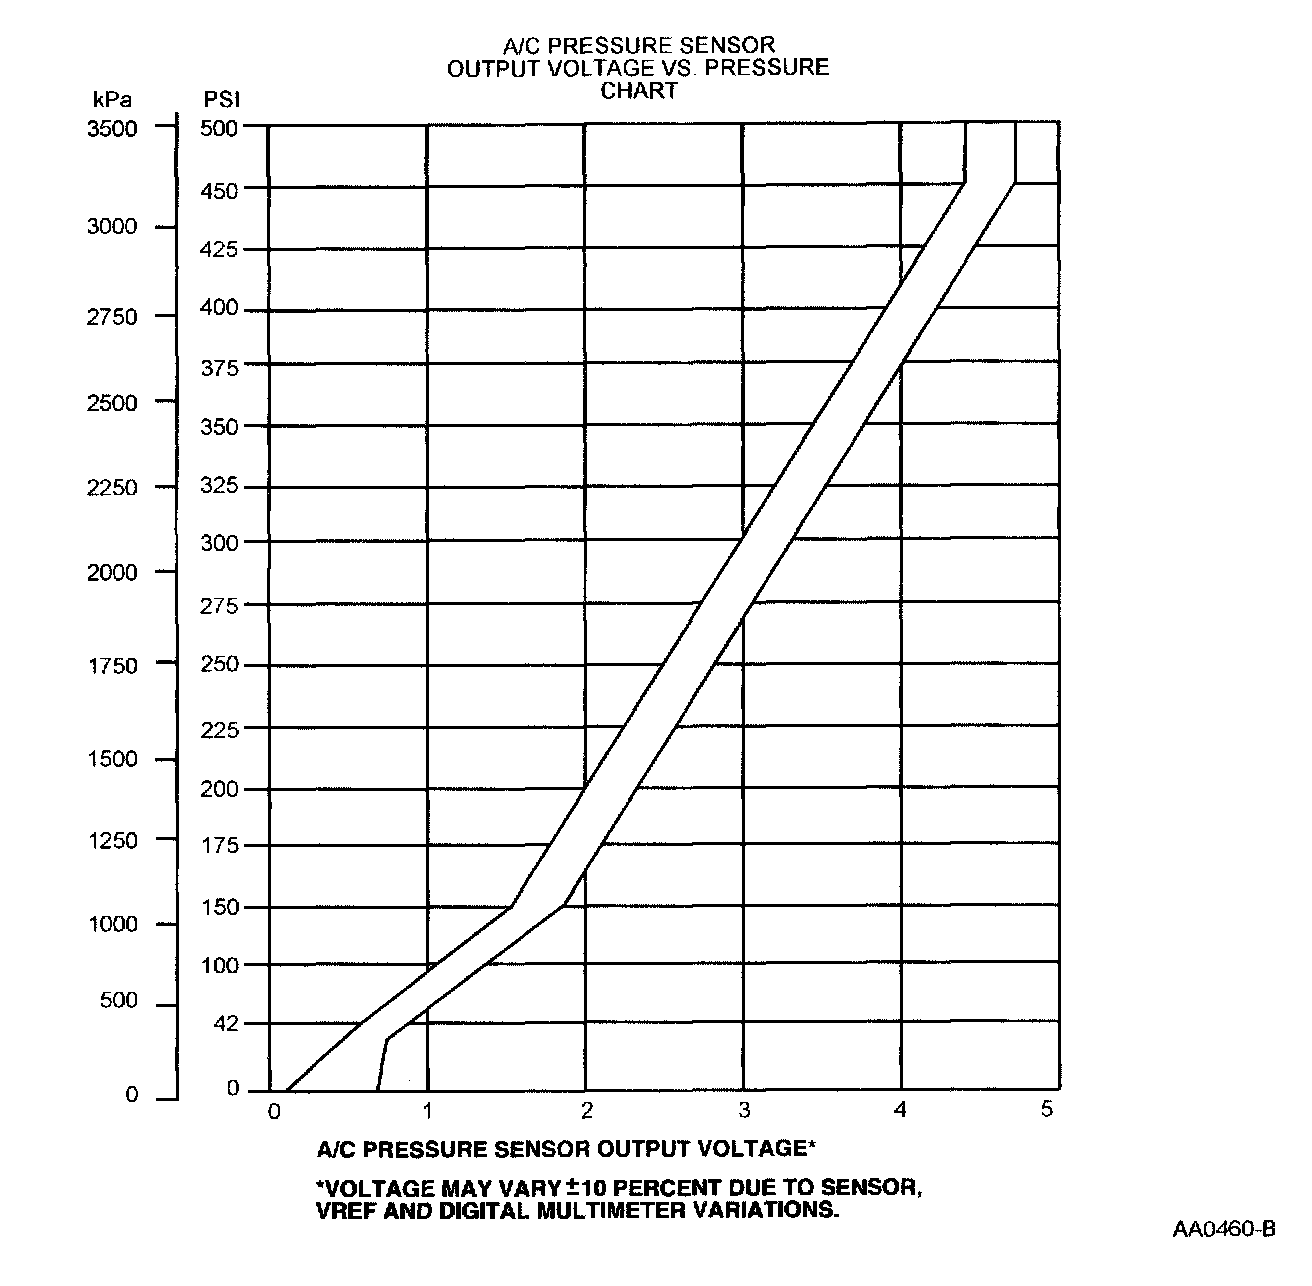 A/C PRESSURE SENSOR
OUTPUT VOLTAGE VS. PRESSURE
CHART
kPa PSI
3500 500
450
3000
425
400
2750
375
2500
350
2250 325
300
2000
275
1750 250
225
1500
200
1250 175
150
1000
100
500
42
0 0
0 1 2 3 4 5
A/C PRESSURE SENSOR OUTPUT VOLTAGE*
*VOLTAGE MAY VARY ±10 PERCENT DUE TO SENSOR,
VREF AND DIGITAL MULTIMETER VARIATIONS.
AA0460-B